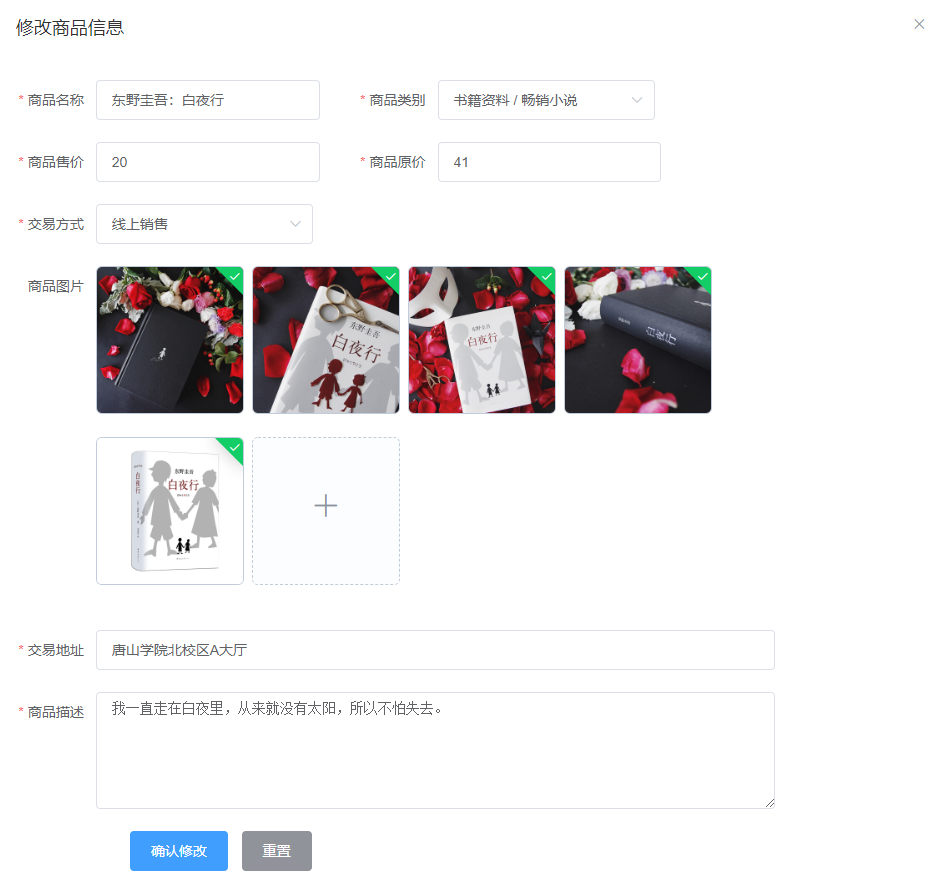 修改商品信息
* 商品名称 东野圭吾：白夜行 * 商品类别 书籍资料 / 畅销小说
* 商品售价 20 * 商品原价 41
* 交易方式 线上销售
商品图片
东野圭吾
白夜行
白夜行
白夜行
白夜行
东野圭吾
白夜行
* 交易地址 唐山学院北校区A大厅
* 商品描述 我一直走在白夜里，从来就没有太阳，所以不怕失去。
确认修改 重置